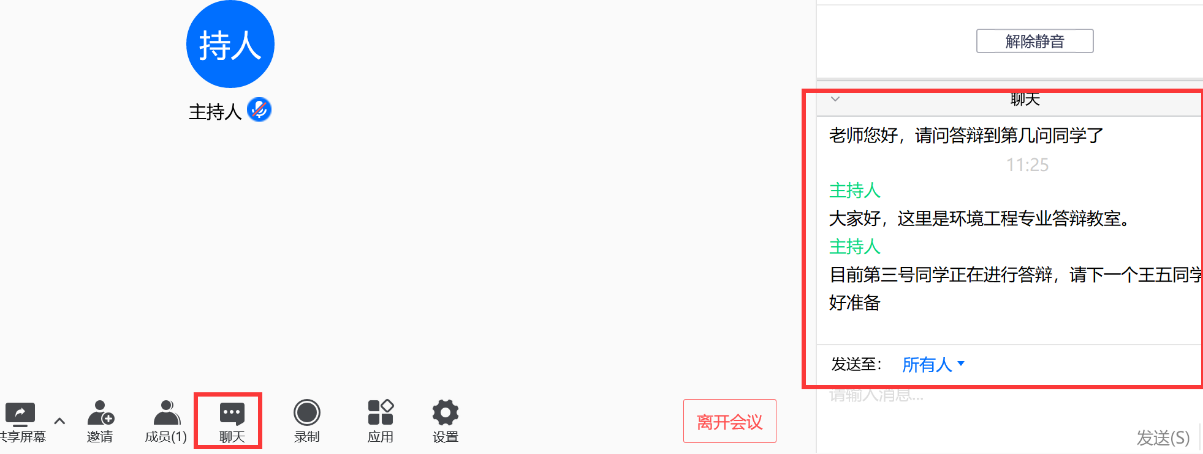 持人
主持人
解除静音
聊天
老师您好，请问答辩到第几问同学了
11:25
主持人
大家好，这里是环境工程专业答辩教室。
主持人
目前第三号同学正在进行答辩，请下一个王五同学
好准备
发送至： 所有人
请输入消息...
发送(S)
共享屏幕 邀请 成员(1) 聊天 录制 应用 设置 离开会议